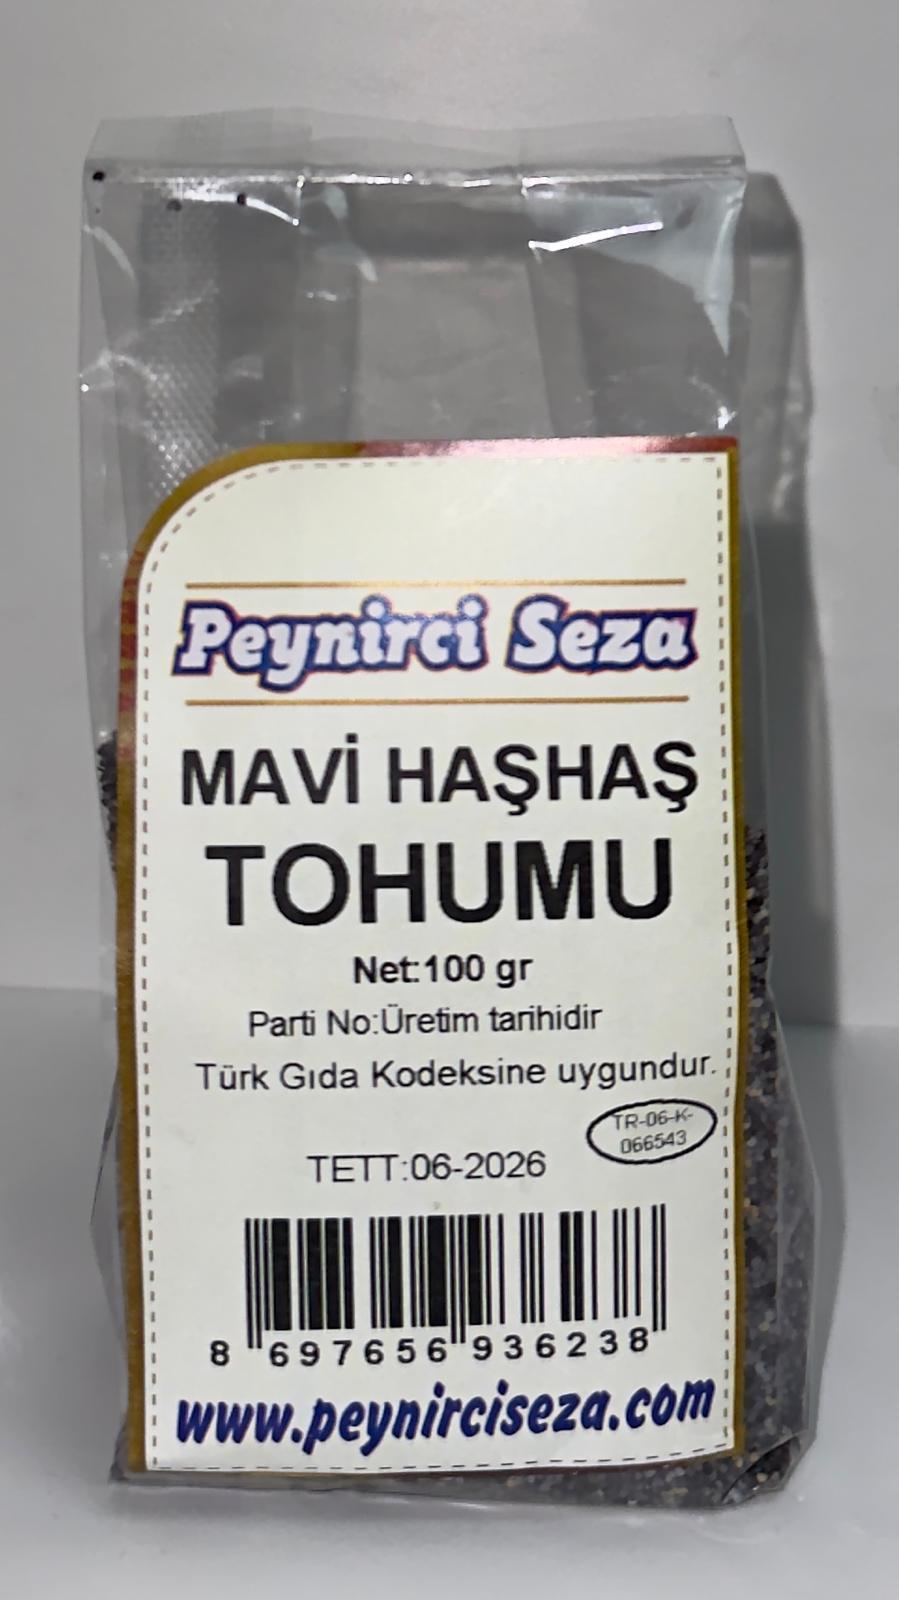 Peynirci Seza
MAVİ HAŞHAŞ
TOHUMU
Net:100 gr
Parti No:Üretim tarihidir
Türk Gıda Kodeksine uygundur.
TR-06-K-
066543
TETT:06-2026
8 697656 936238
www.peynirciseza.com